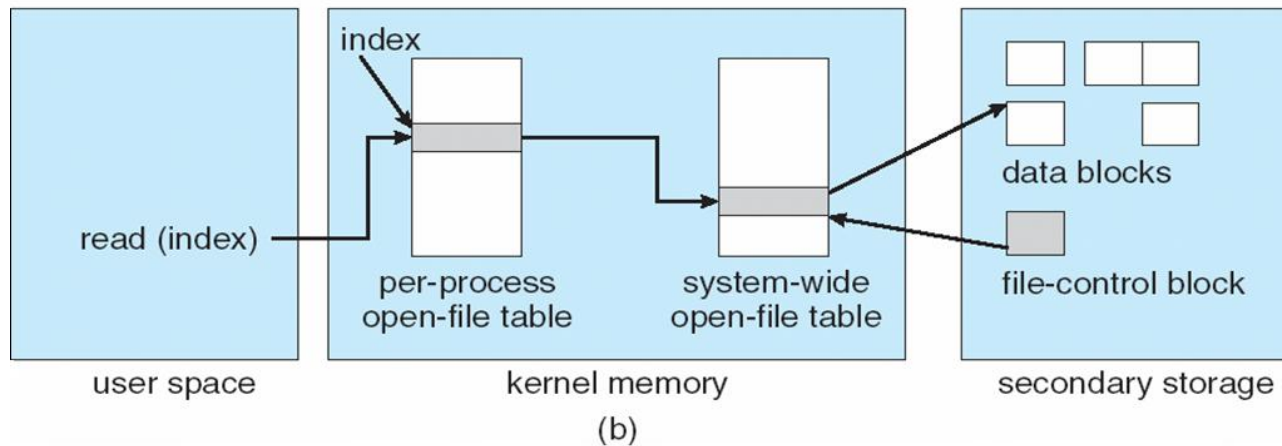 index
read (index)
per-process
open-file table
system-wide
open-file table
data blocks
file-control block
user space
kernel memory
secondary storage
(b)